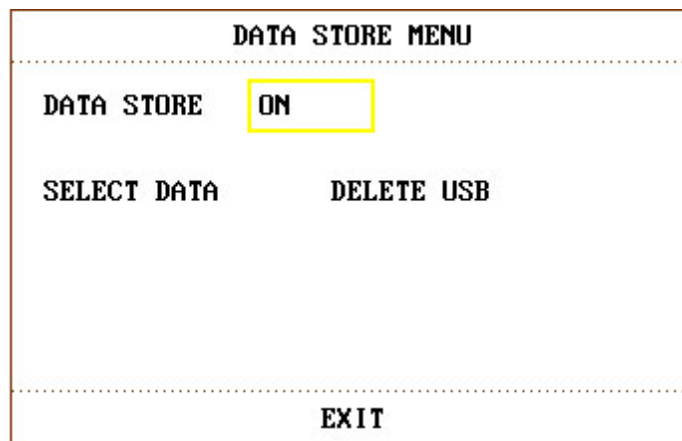 DATA STORE MENU
DATA STORE ON
SELECT DATA DELETE USB
EXIT